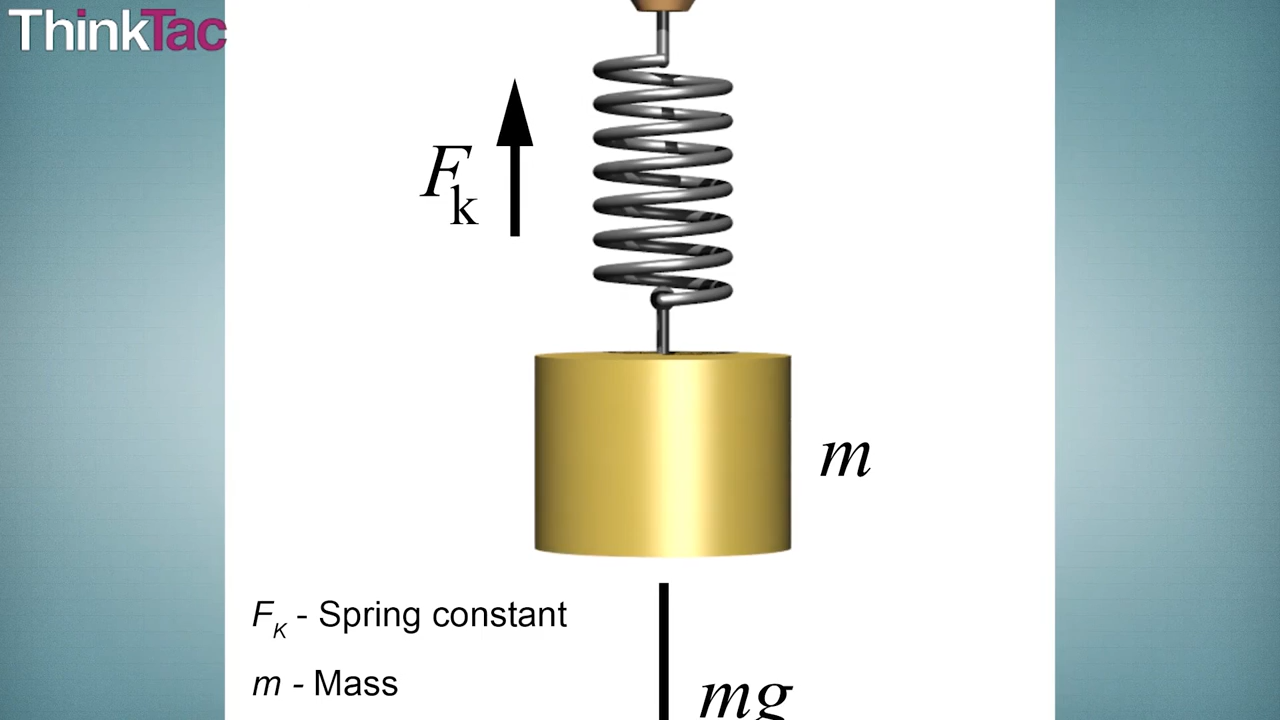 ThinkTac
Fk
m
FK - Spring constant
m - Mass
mg